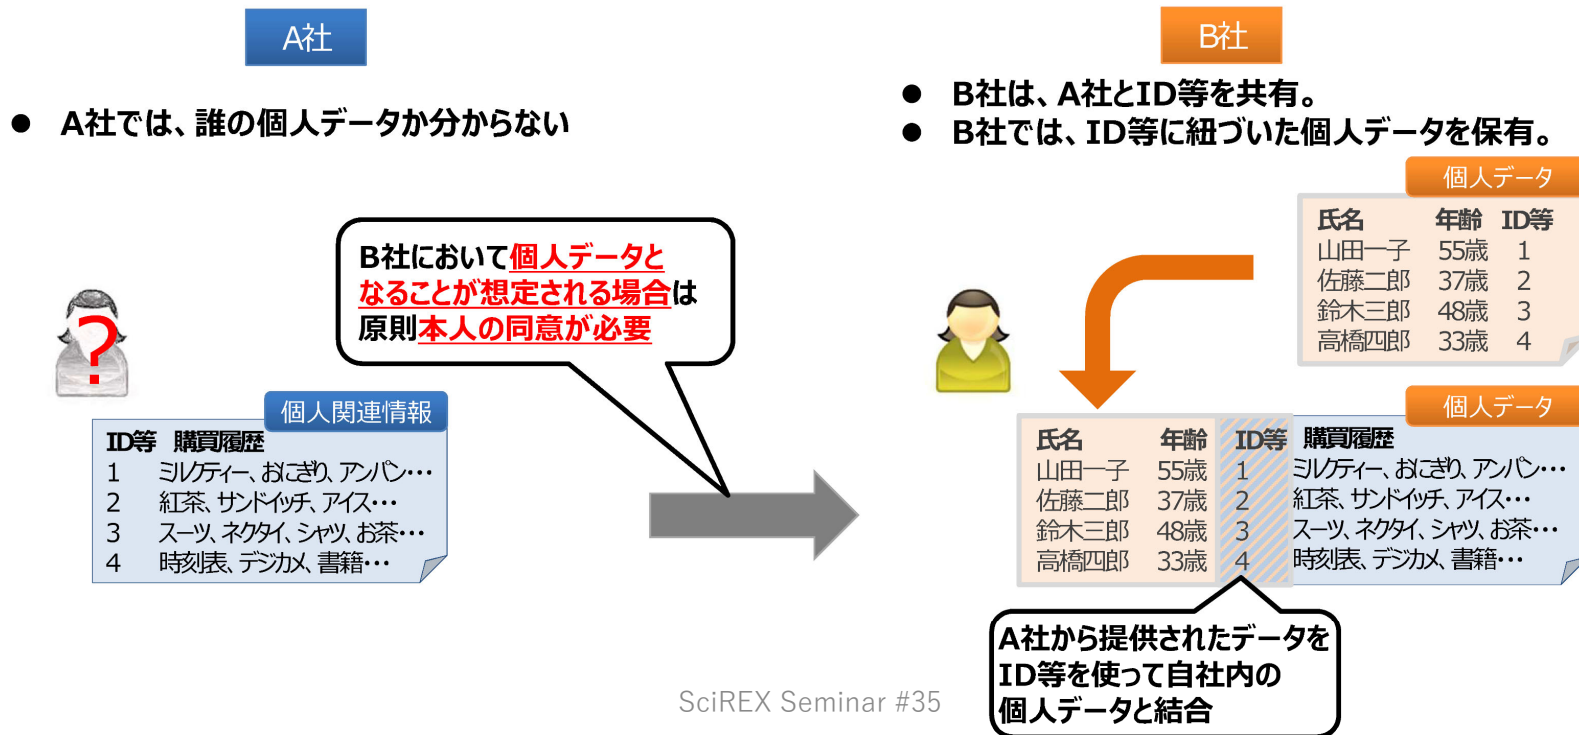 A社
● A社では、誰の個人データか分からない
B社において個人データと
なることが想定される場合は
原則本人の同意が必要
?
個人関連情報
ID等 購買履歴
1 ミルクティー、おにぎり、アンパン・・・
2 紅茶、サンドイッチ、アイス・・・
3 スーツ、ネクタイ、シャツ、お茶・・・
4 時刻表、デジカメ、書籍・・・
B社
● B社は、A社とID等を共有。
● B社では、ID等に紐づいた個人データを保有。
個人データ
氏名 年齢 ID等
山田一子 55歳 1
佐藤二郎 37歳 2
鈴木三郎 48歳 3
高橋四郎 33歳 4
個人データ
氏名 年齢 ID等 購買履歴
山田一子 55歳 1 ミルクティー、おにぎり、アンパン・・・
佐藤二郎 37歳 2 紅茶、サンドイッチ、アイス・・・
鈴木三郎 48歳 3 スーツ、ネクタイ、シャツ、お茶・・・
高橋四郎 33歳 4 時刻表、デジカメ、書籍・・・
A社から提供されたデータを
ID等を使って自社内の
個人データと結合
SciREX Seminar #35